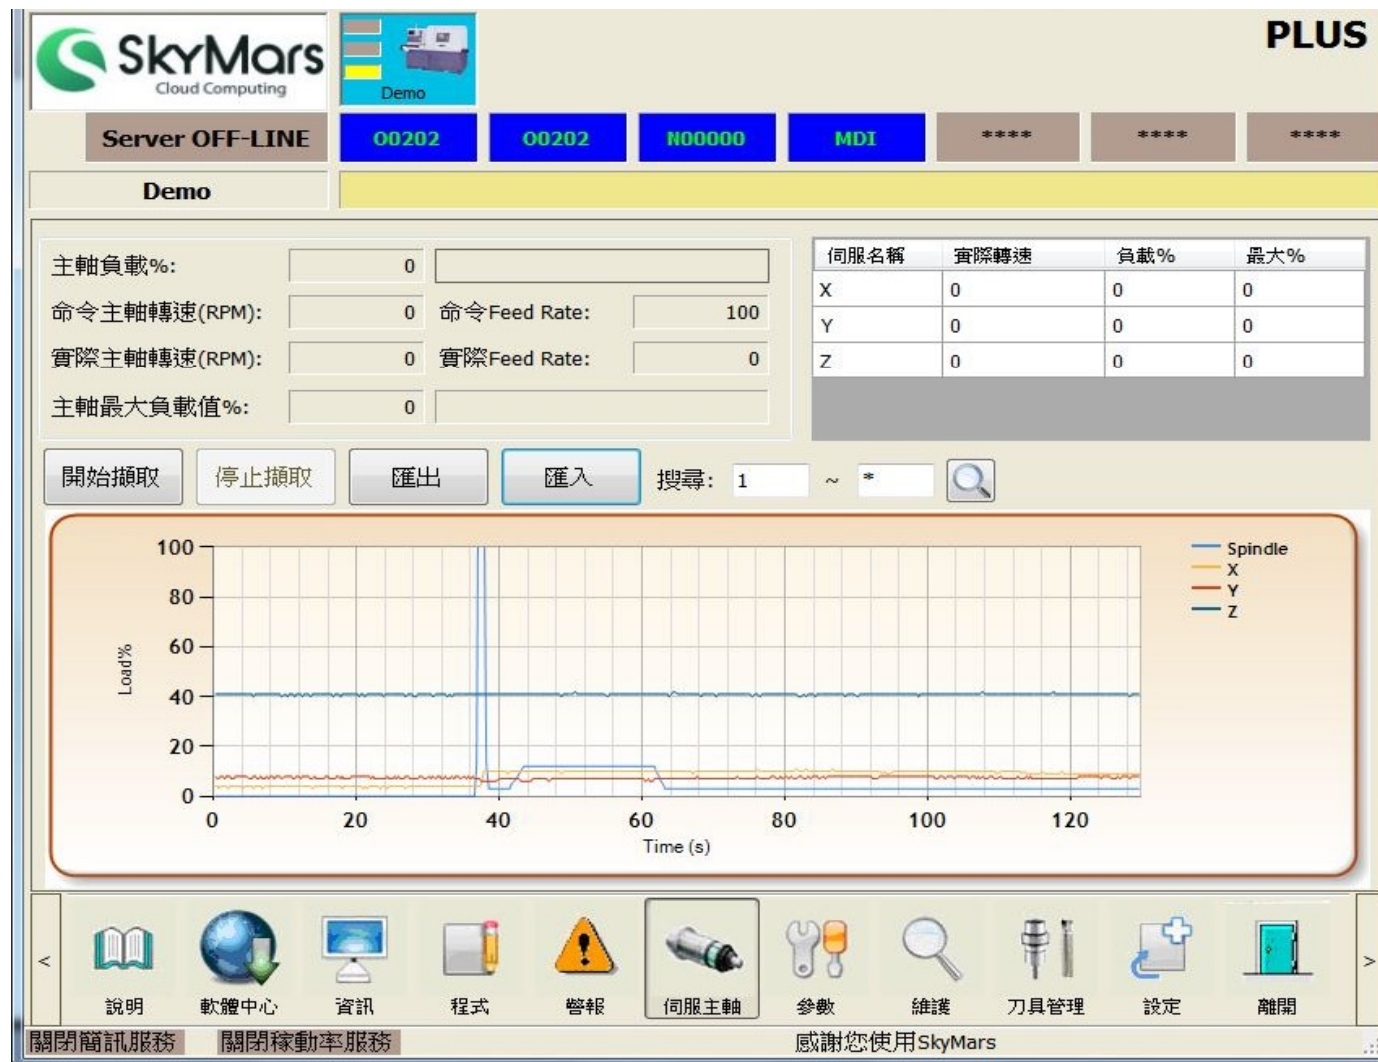 SkyMars
Cloud Computing
Demo
PLUS
Server OFF-LINE O0202 O0202 N00000 MDI **** **** ****
Demo
主軸負載%: 0
命令主軸轉速(RPM): 0 命令Feed Rate: 100
實際主軸轉速(RPM): 0 實際Feed Rate: 0
主軸最大負載值%: 0
伺服名稱 實際轉速 負載% 最大%
X 0 0 0
Y 0 0 0
Z 0 0 0
開始擷取 停止擷取 匯出 匯入 搜尋: 1 ~ *
100
80
60
40
20
0
Load%
0 20 40 60 80 100 120
Time (s)
Spindle
X
Y
Z
< 說明 軟體中心 資訊 程式 警報 伺服主軸 參數 維護 刀具管理 設定 離開 >
關閉簡訊服務 關閉稼動率服務 感謝您使用SkyMars